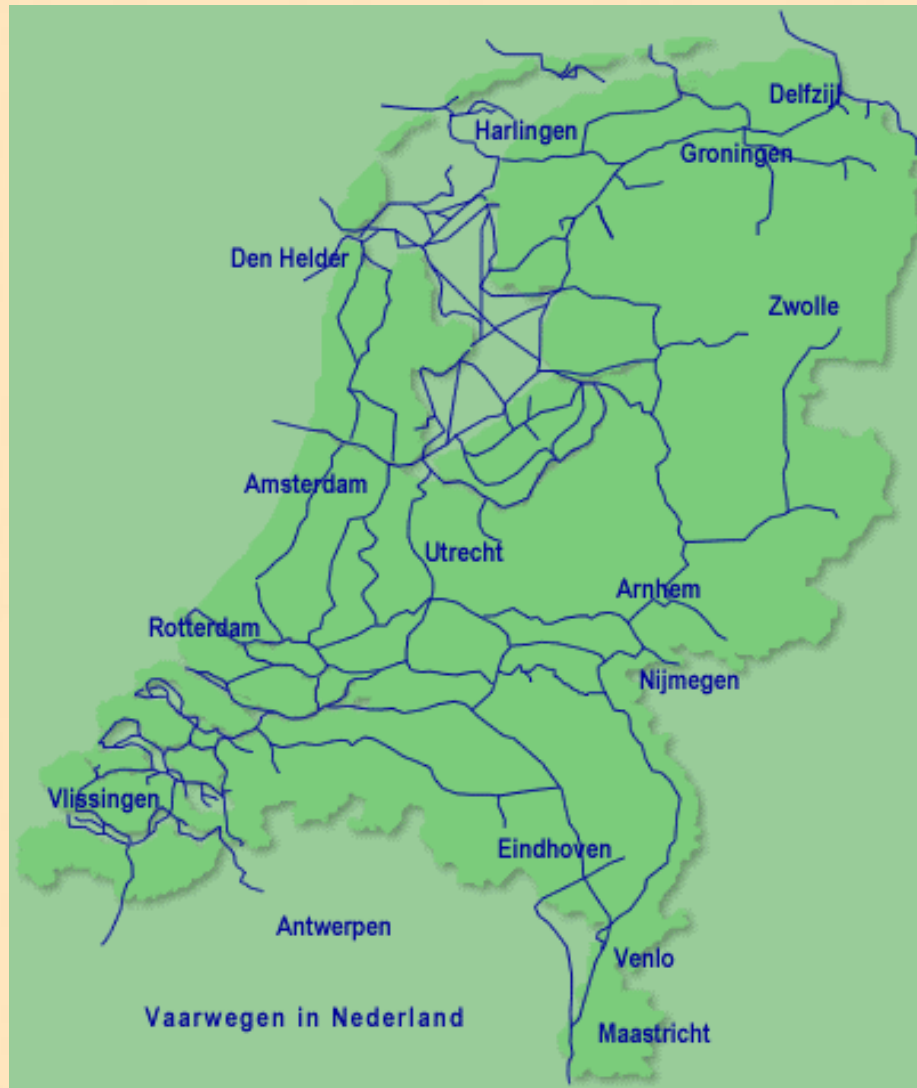 Delfzijl
Harlingen
Groningen
Den Helder
Zwolle
Amsterdam
Utrecht
Arnhem
Rotterdam
Nijmegen
Vlissingen
Eindhoven
Antwerpen
Venlo
Vaarwegen in Nederland
Maastricht